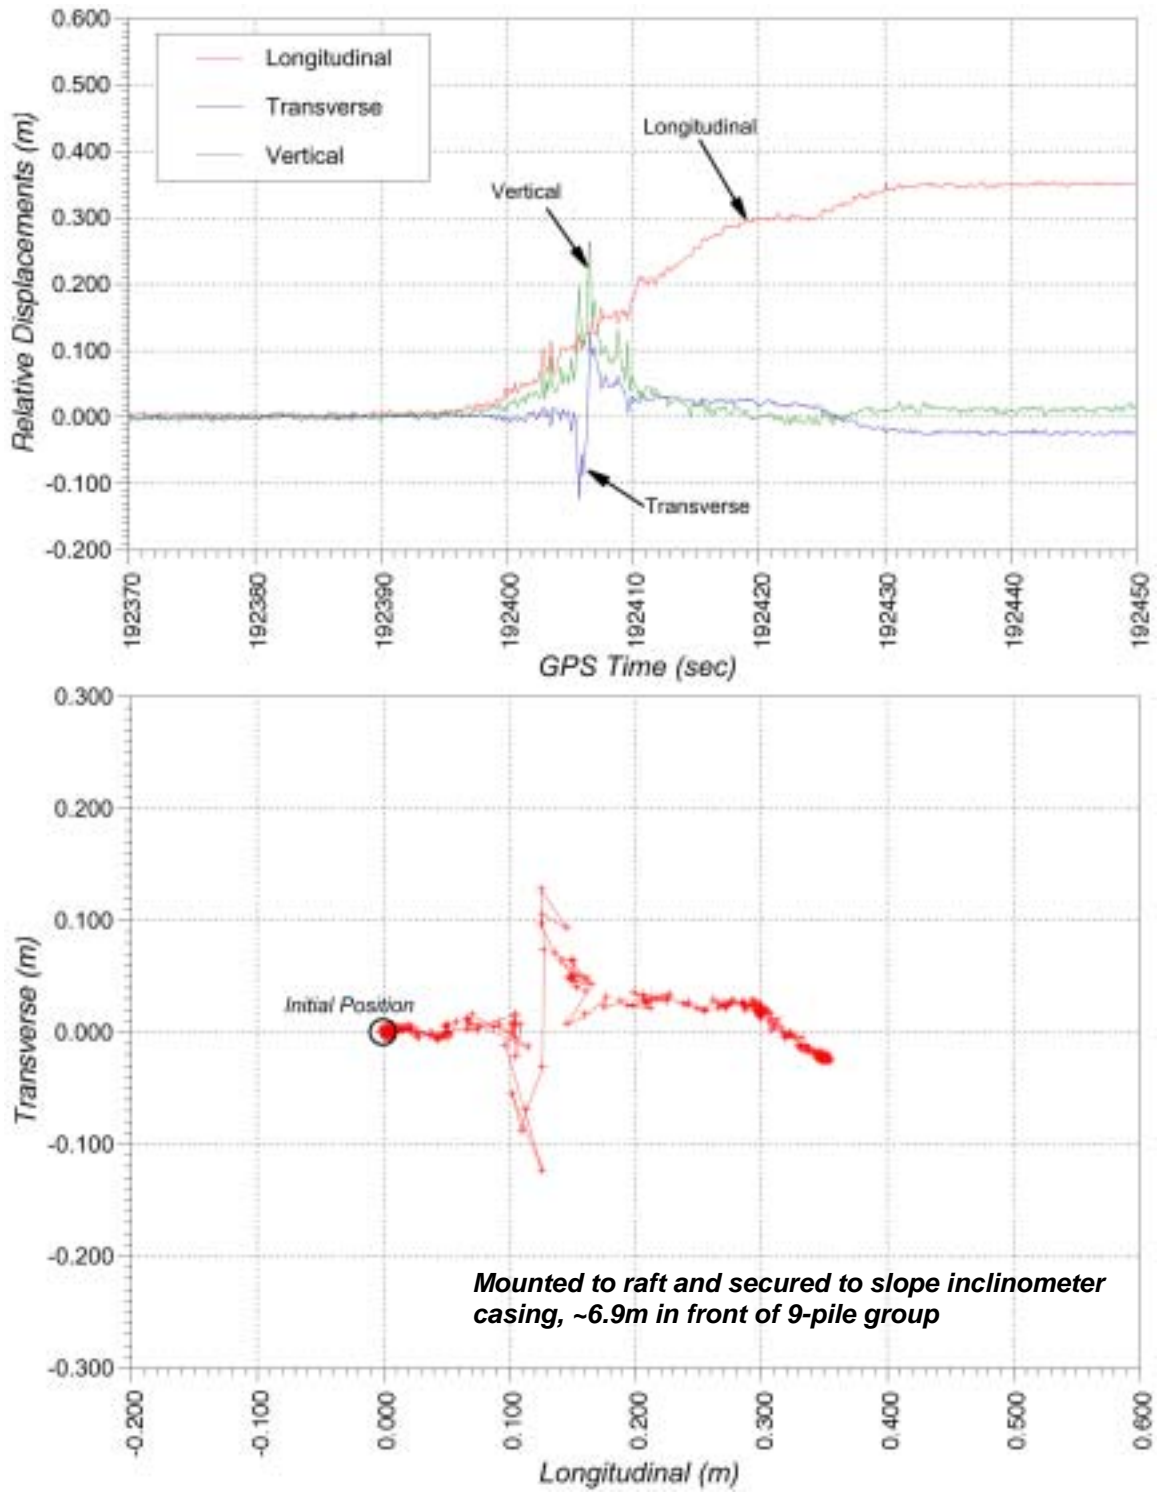 0.600
0.500
0.400
0.300
0.200
0.100
0.000
-0.100
-0.200
Relative Displacements (m)
Longitudinal
Transverse
Vertical
Longitudinal
Vertical
Transverse
192370
192380
192390
192400
192410
192420
192430
192440
192450
GPS Time (sec)
0.300
0.200
0.100
0.000
-0.100
-0.200
-0.300
Transverse (m)
Initial Position
Mounted to raft and secured to slope inclinometer
casing, ~6.9m in front of 9-pile group
-0.200
-0.100
0.000
0.100
0.200
0.300
0.400
0.500
0.600
Longitudinal (m)